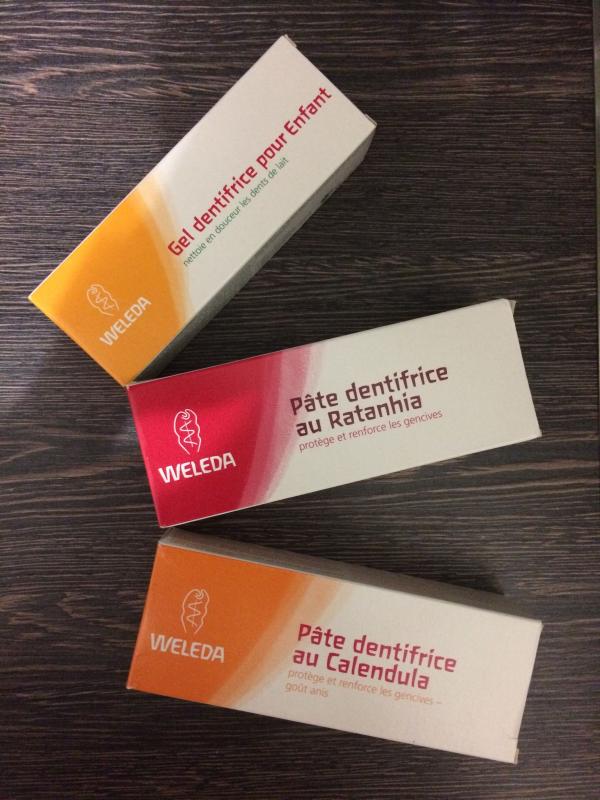 Gel dentifrice pour Enfant
nettoie en douceur les dents de lait
WELEDA
Pâte dentifrice
au Ratanhia
protège et renforce les gencives
WELEDA
Pâte dentifrice
au Calendula
protège et renforce les gencives –
goût anis
WELEDA